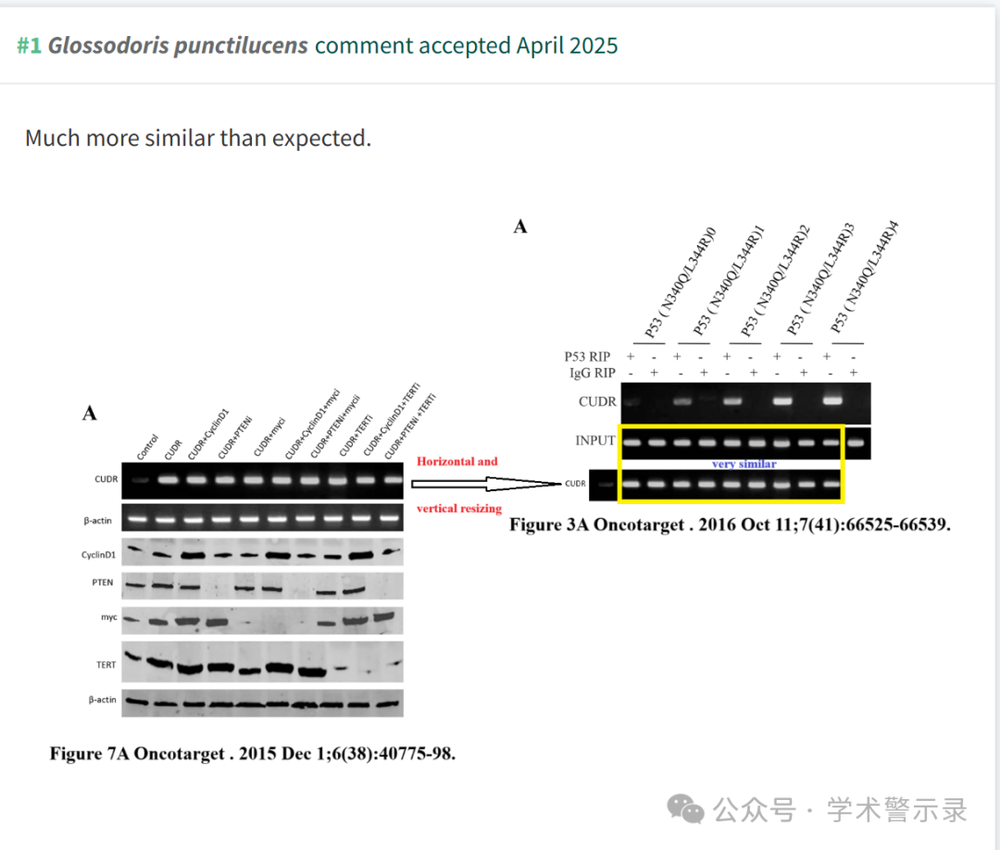 #1 Glossodoris punctilucens comment accepted April 2025
Much more similar than expected.
A
P53 ( N340Q/L344R)0
P53 ( N340Q/L344R)1
P53 ( N340Q/L344R)2
P53 ( N340Q/L344R)3
P53 ( N340Q/L344R)4
P53 RIP + - + - + - + - + -
IgG RIP - + - + - + - + - +
CUDR
INPUT
very similar
CUDR
Figure 3A Oncotarget . 2016 Oct 11;7(41):66525-66539.
A
Control
CUDR
CUDR+CyclinD1
CUDR+PTENi
CUDR+myci
CUDR+CyclinD1+myci
CUDR+PTENi+mycii
CUDR+TERTi
CUDR+CyclinD1+TERTi
CUDR+PTENi +TERTi
CUDR
β-actin
CyclinD1
PTEN
myc
TERT
β-actin
Horizontal and
vertical resizing
Figure 7A Oncotarget . 2015 Dec 1;6(38):40775-98.
公众号 · 学术警示录